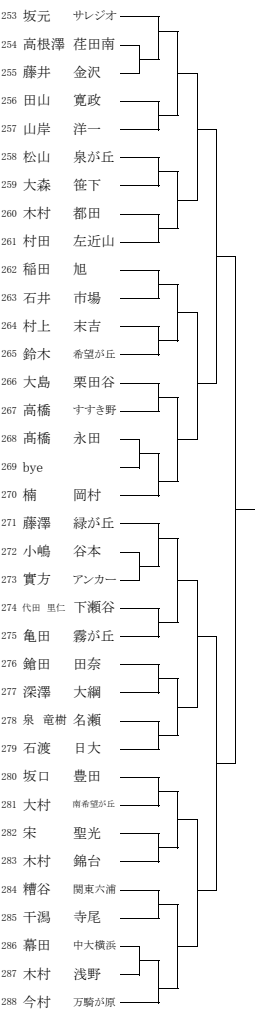 253 坂元 サレジオ
254 高根澤 荏田南
255 藤井 金沢
256 田山 寛政
257 山岸 洋一
258 松山 泉が丘
259 大森 笹下
260 木村 都田
261 村田 左近山
262 稲田 旭
263 石井 市場
264 村上 末吉
265 鈴木 希望が丘
266 大島 栗田谷
267 高橋 すすき野
268 髙橋 永田
269 bye
270 楠 岡村
271 藤澤 緑が丘
272 小嶋 谷本
273 實方 アンカー
274 代田 里仁 下瀬谷
275 亀田 霧が丘
276 鎗田 田奈
277 深澤 大綱
278 泉 竜樹 名瀬
279 石渡 日大
280 坂口 豊田
281 大村 南希望が丘
282 宋 聖光
283 木村 錦台
284 糟谷 関東六浦
285 干潟 寺尾
286 幕田 中大横浜
287 木村 浅野
288 今村 万騎が原